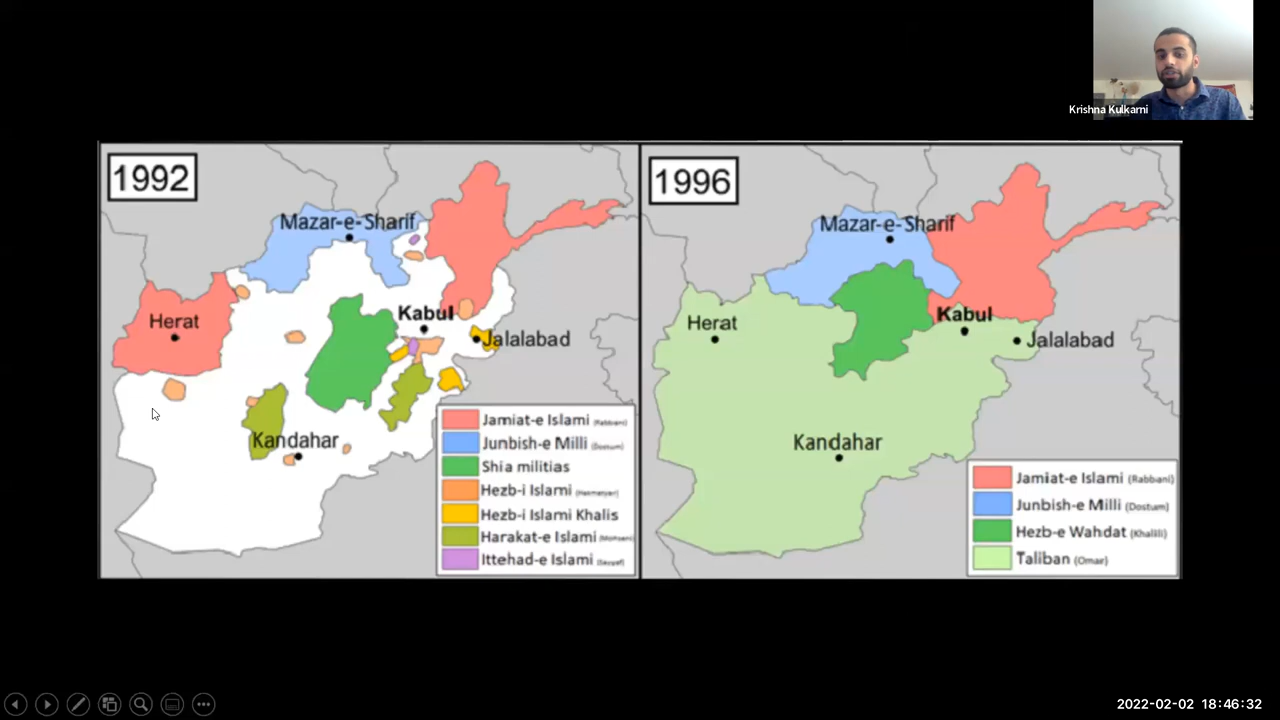 Krishna Kulkarni
1992
Mazar-e-Sharif
Herat
Kabul
Jalalabad
Kandahar
Jamiat-e Islami (Rabbani)
Junbish-e Milli (Dostum)
Shia militias
Hezb-i Islami
Hezb-i Islami Khalis
Harakat-e Islami
Ittehad-e Islami
1996
Mazar-e-Sharif
Herat
Kabul
Jalalabad
Kandahar
Jamiat-e Islami (Rabbani)
Junbish-e Milli (Dostum)
Hezb-e Wahdat (Khalili)
Taliban (Omar)
2022-02-02 18:46:32